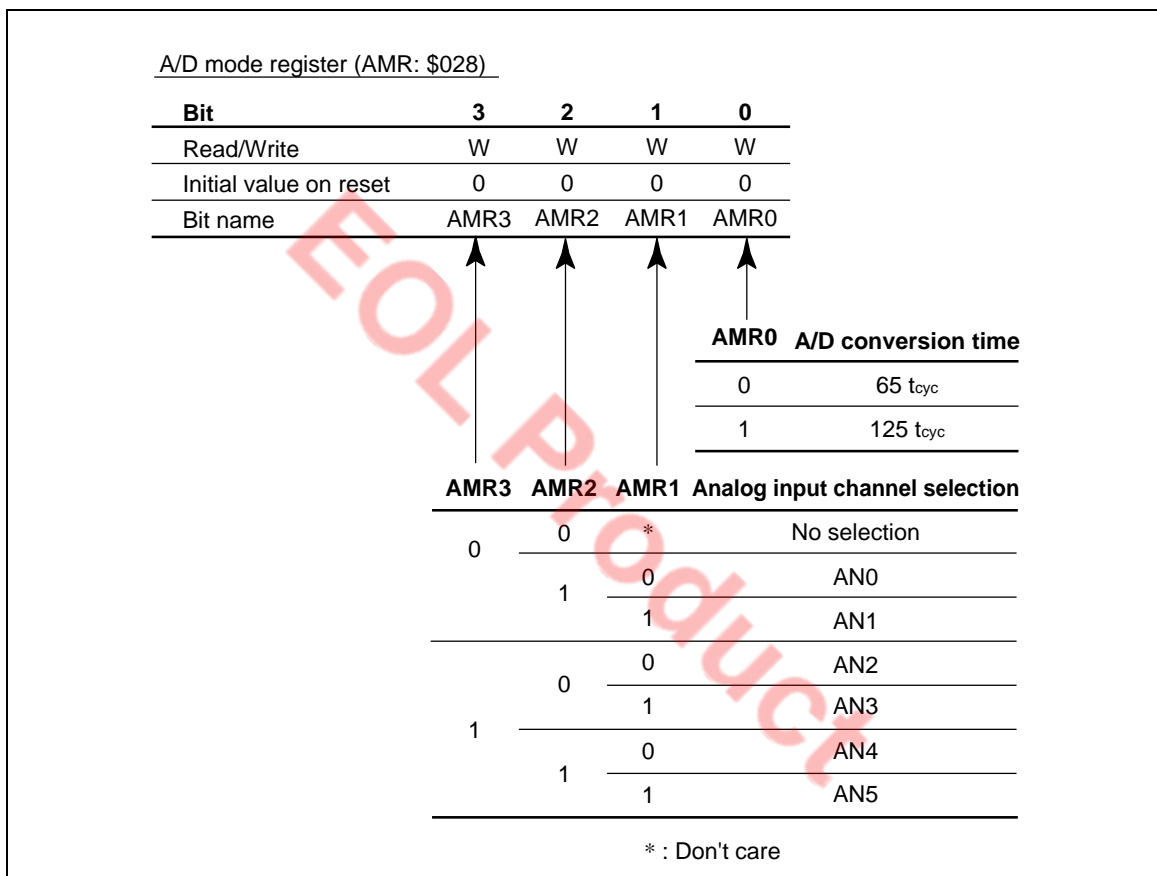 A/D mode register (AMR: $028)
Bit 3 2 1 0
Read/Write W W W W
Initial value on reset 0 0 0 0
Bit name AMR3 AMR2 AMR1 AMR0
AMR0 A/D conversion time
0 65 tcyc
1 125 tcyc
AMR3 AMR2 AMR1 Analog input channel selection
0 0 * No selection
1 0 AN0
1 AN1
1 0 0 AN2
1 AN3
1 0 AN4
1 AN5
* : Don't care
EOL Product